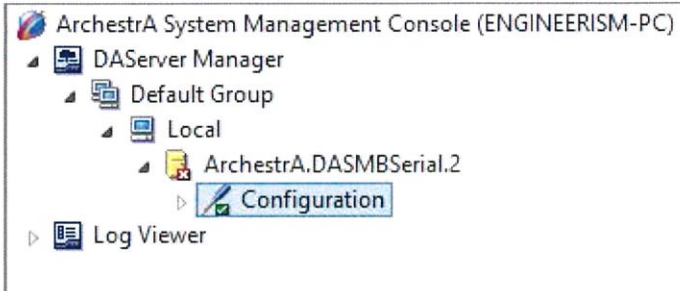 ArchestrA System Management Console (ENGINEERISM-PC)
DAServer Manager
Default Group
Local
ArchestrA.DASMBSerial.2
Configuration
Log Viewer